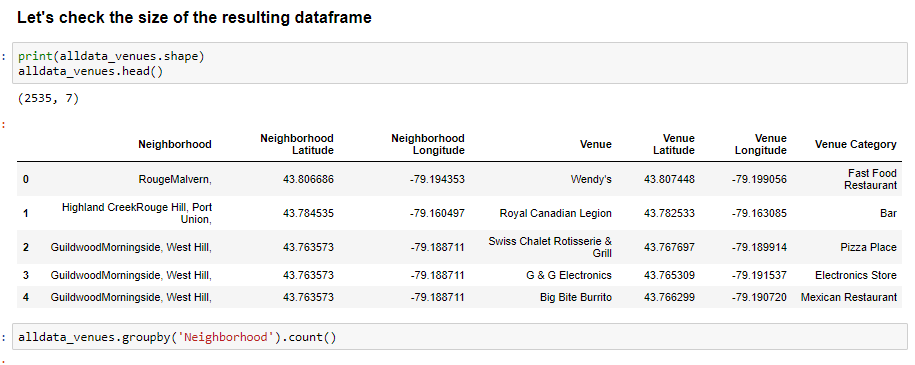 Let's check the size of the resulting dataframe
: print(alldata_venues.shape)
alldata_venues.head()
(2535, 7)
:
Neighborhood Neighborhood Latitude Neighborhood Longitude Venue Venue Latitude Venue Longitude Venue Category
0 RougeMalvern, 43.806686 -79.194353 Wendy's 43.807448 -79.199056 Fast Food Restaurant
1 Highland CreekRouge Hill, Port Union, 43.784535 -79.160497 Royal Canadian Legion 43.782533 -79.163085 Bar
2 GuildwoodMorningside, West Hill, 43.763573 -79.188711 Swiss Chalet Rotisserie & Grill 43.767697 -79.189914 Pizza Place
3 GuildwoodMorningside, West Hill, 43.763573 -79.188711 G & G Electronics 43.765309 -79.191537 Electronics Store
4 GuildwoodMorningside, West Hill, 43.763573 -79.188711 Big Bite Burrito 43.766299 -79.190720 Mexican Restaurant
: alldata_venues.groupby('Neighborhood').count()